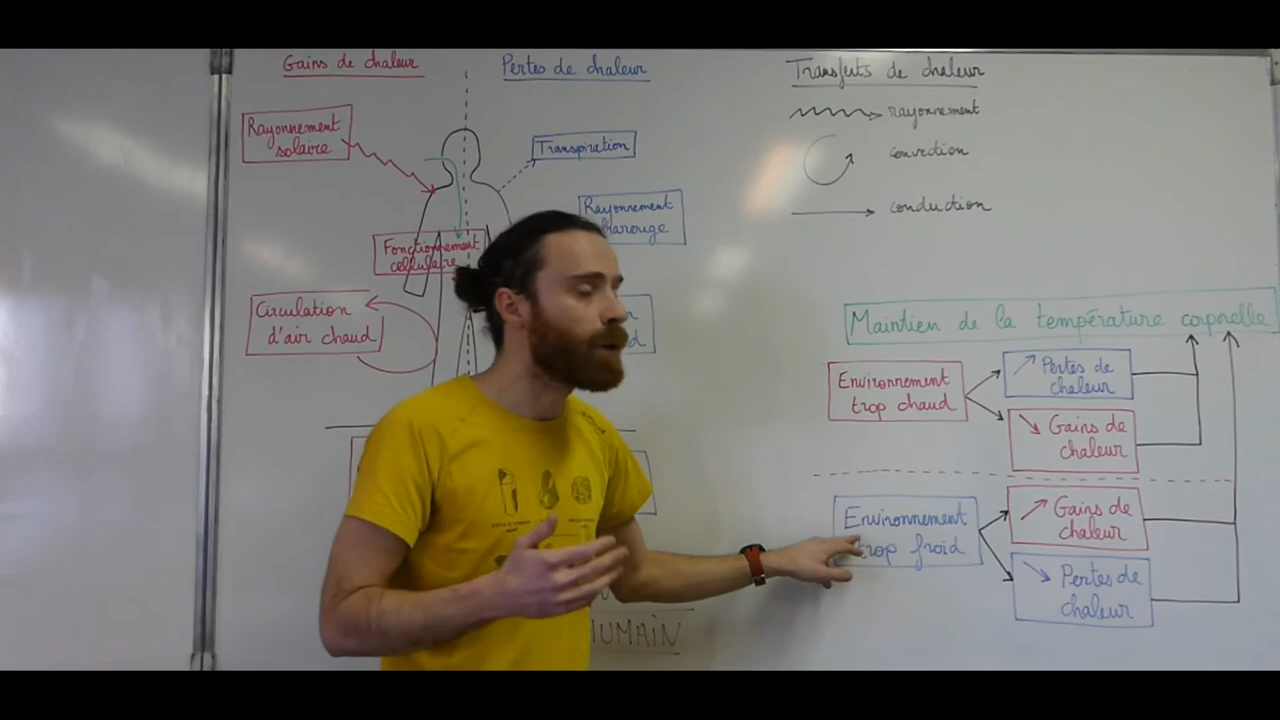 Gains de chaleur
Pertes de chaleur
Transferts de chaleur
Rayonnement
solaire
Transpiration
rayonnement
convection
conduction
Rayonnement
Fonctionnement
cellulaire
Circulation
d'air chaud
Maintien de la température corporelle
Environnement
trop chaud
↗ Pertes de
chaleur
↘ Gains de
chaleur
Environnement
trop froid
↗ Gains de
chaleur
↘ Pertes de
chaleur
HUMAIN